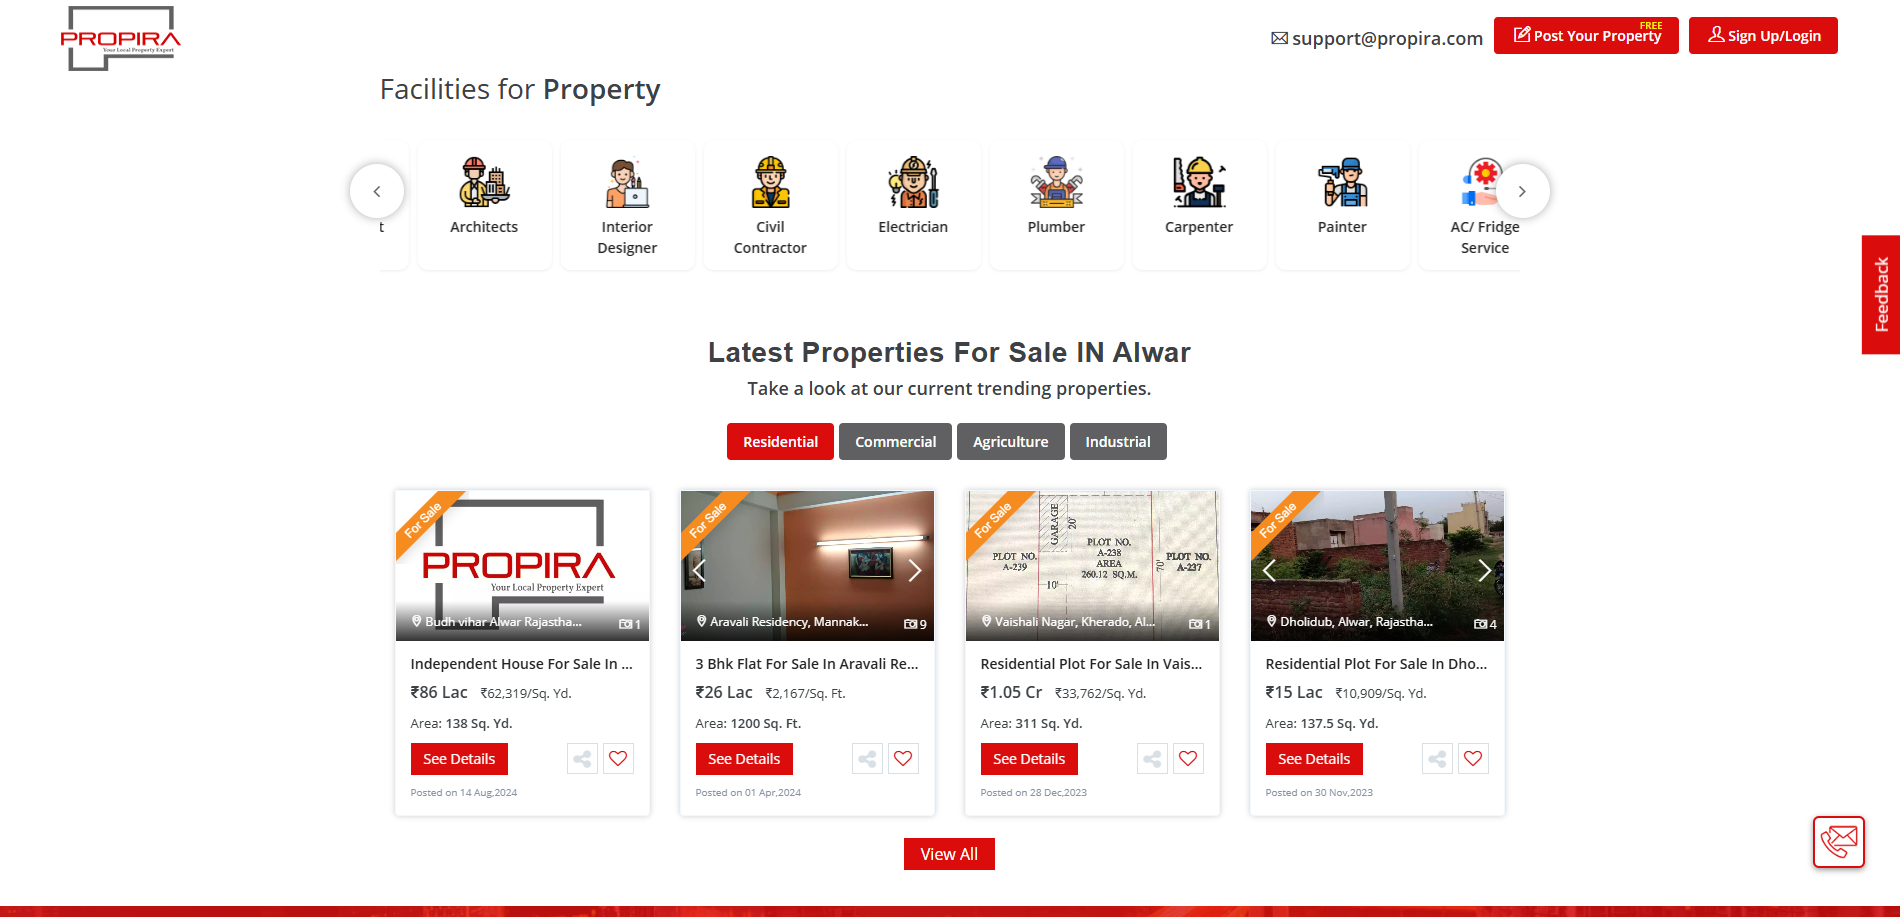 PROPIRA
Your Local Property Expert
support@propira.com
FREE
Post Your Property
Sign Up/Login
Facilities for Property
t
Architects
Interior
Designer
Civil
Contractor
Electrician
Plumber
Carpenter
Painter
AC/ Fridge
Service
Feedback
Latest Properties For Sale IN Alwar
Take a look at our current trending properties.
Residential
Commercial
Agriculture
Industrial
For Sale
PROPIRA
Your Local Property Expert
Budh vihar Alwar Rajastha...
1
Independent House For Sale In ...
₹86 Lac ₹62,319/Sq. Yd.
Area: 138 Sq. Yd.
See Details
Posted on 14 Aug,2024
For Sale
Aravali Residency, Mannak...
9
3 Bhk Flat For Sale In Aravali Re...
₹26 Lac ₹2,167/Sq. Ft.
Area: 1200 Sq. Ft.
See Details
Posted on 01 Apr,2024
For Sale
GARAGE
20'
PLOT NO.
A-239
PLOT NO.
A-238
AREA
260.12 SQ.M.
70'
PLOT NO.
A-237
10'
Vaishali Nagar, Kherado, Al...
1
Residential Plot For Sale In Vais...
₹1.05 Cr ₹33,762/Sq. Yd.
Area: 311 Sq. Yd.
See Details
Posted on 28 Dec,2023
For Sale
Dholidub, Alwar, Rajastha...
4
Residential Plot For Sale In Dho...
₹15 Lac ₹10,909/Sq. Yd.
Area: 137.5 Sq. Yd.
See Details
Posted on 30 Nov,2023
View All